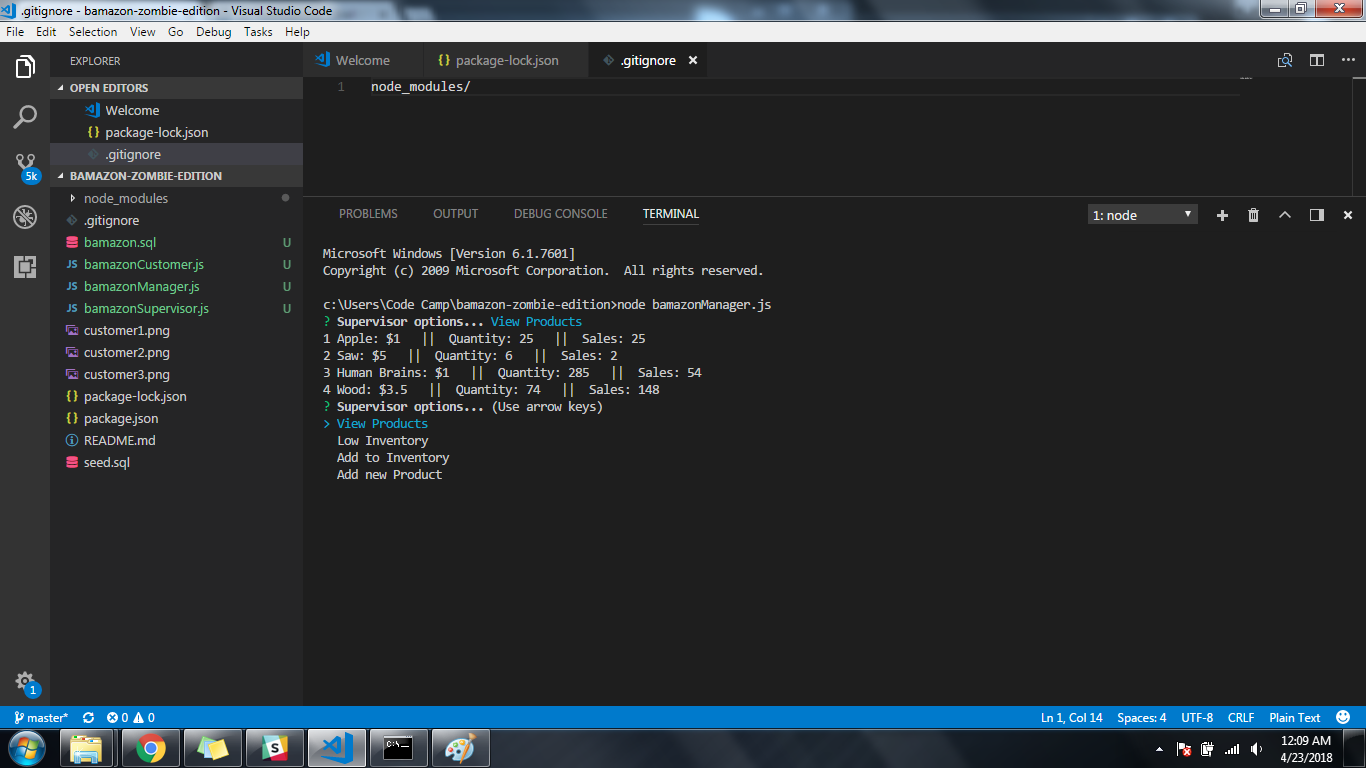 .gitignore - bamazon-zombie-edition - Visual Studio Code
File Edit Selection View Go Debug Tasks Help
EXPLORER
OPEN EDITORS
Welcome
{} package-lock.json
.gitignore
BAMAZON-ZOMBIE-EDITION
node_modules
.gitignore
bamazon.sql U
JS bamazonCustomer.js U
JS bamazonManager.js U
JS bamazonSupervisor.js U
customer1.png
customer2.png
customer3.png
{} package-lock.json
{} package.json
README.md
seed.sql
5k
1
Welcome {} package-lock.json .gitignore ×
1 node_modules/
PROBLEMS OUTPUT DEBUG CONSOLE TERMINAL 1: node
Microsoft Windows [Version 6.1.7601]
Copyright (c) 2009 Microsoft Corporation.  All rights reserved.
c:\Users\Code Camp\bamazon-zombie-edition>node bamazonManager.js
? Supervisor options... View Products
1 Apple: $1   ||  Quantity: 25   ||  Sales: 25
2 Saw: $5   ||  Quantity: 6   ||  Sales: 2
3 Human Brains: $1   ||  Quantity: 285   ||  Sales: 54
4 Wood: $3.5   ||  Quantity: 74   ||  Sales: 148
? Supervisor options... (Use arrow keys)
> View Products
Low Inventory
Add to Inventory
Add new Product
master* 0 0 Ln 1, Col 14 Spaces: 4 UTF-8 CRLF Plain Text
S
C:\_
12:09 AM
4/23/2018